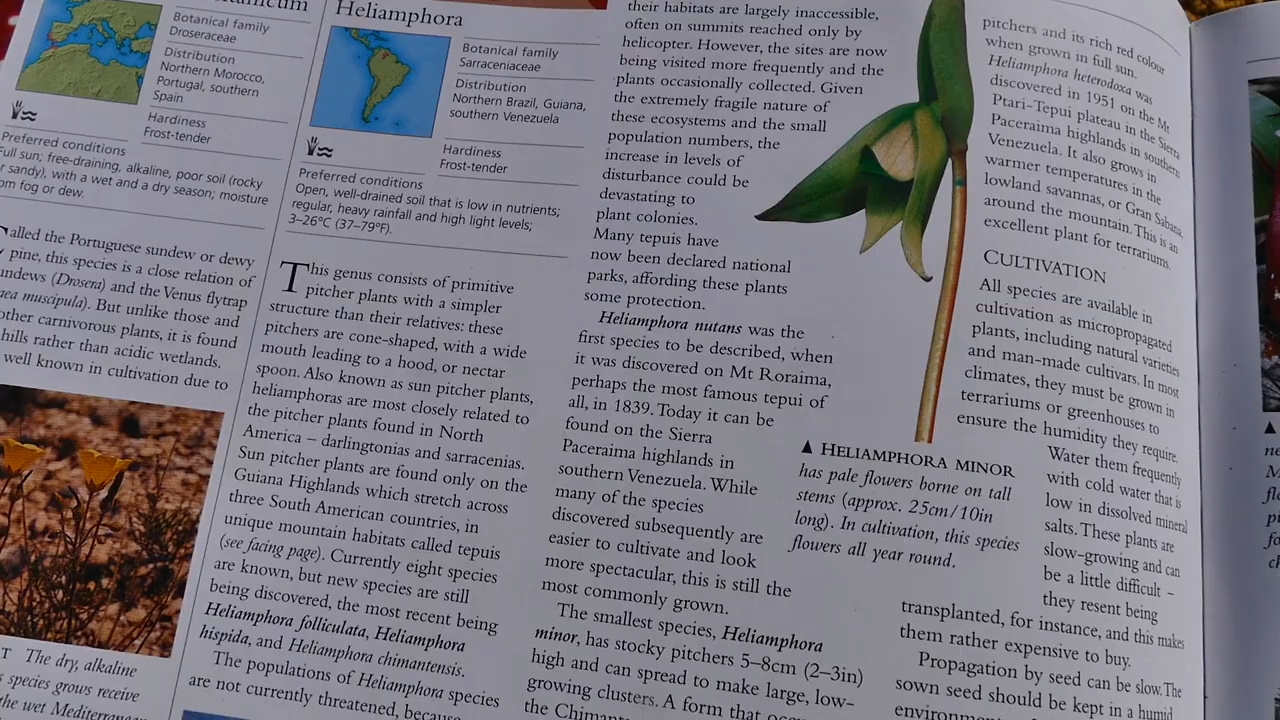 Botanical family
Droseraceae
Distribution
Northern Morocco,
Portugal, southern
Spain
Hardiness
Frost-tender
Preferred conditions
Full sun; free-draining, alkaline, poor soil (rocky
or sandy), with a wet and a dry season; moisture
from fog or dew.
alled the Portuguese sundew or dewy
pine, this species is a close relation of
sundews (Drosera) and the Venus flytrap
muscipula). But unlike those and
other carnivorous plants, it is found
hills rather than acidic wetlands.
well known in cultivation due to
The dry, alkaline
species grows receive
the wet Mediterranean
Heliamphora
Botanical family
Sarraceniaceae
Distribution
Northern Brazil, Guiana,
southern Venezuela
Hardiness
Frost-tender
Preferred conditions
Open, well-drained soil that is low in nutrients;
regular, heavy rainfall and high light levels;
3–26°C (37–79°F).
This genus consists of primitive
pitcher plants with a simpler
structure than their relatives: these
pitchers are cone-shaped, with a wide
mouth leading to a hood, or nectar
spoon. Also known as sun pitcher plants,
heliamphoras are most closely related to
the pitcher plants found in North
America – darlingtonias and sarracenias.
Sun pitcher plants are found only on the
Guiana Highlands which stretch across
three South American countries, in
unique mountain habitats called tepuis
(see facing page). Currently eight species
are known, but new species are still
being discovered, the most recent being
Heliamphora folliculata, Heliamphora
hispida, and Heliamphora chimantensis.
The populations of Heliamphora species
are not currently threatened, because
their habitats are largely inaccessible,
often on summits reached only by
helicopter. However, the sites are now
being visited more frequently and the
plants occasionally collected. Given
the extremely fragile nature of
these ecosystems and the small
population numbers, the
increase in levels of
disturbance could be
devastating to
plant colonies.
Many tepuis have
now been declared national
parks, affording these plants
some protection.
Heliamphora nutans was the
first species to be described, when
it was discovered on Mt Roraima,
perhaps the most famous tepui of
all, in 1839. Today it can be
found on the Sierra
Paceraima highlands in
southern Venezuela. While
many of the species
discovered subsequently are
easier to cultivate and look
more spectacular, this is still the
most commonly grown.
The smallest species, Heliamphora
minor, has stocky pitchers 5–8cm (2–3in)
high and can spread to make large, low-
growing clusters. A form that
the
▲ HELIAMPHORA MINOR
has pale flowers borne on tall
stems (approx. 25cm/10in
long). In cultivation, this species
flowers all year round.
pitchers and its rich red colour
when grown in full sun.
Heliamphora heterodoxa was
discovered in 1951 on the Mt
Ptari-Tepui plateau in the Sierra
Paceraima highlands in southern
Venezuela. It also grows in
warmer temperatures in the
lowland savannas, or Gran Sabana,
around the mountain. This is an
excellent plant for terrariums.
CULTIVATION
All species are available in
cultivation as micropropagated
plants, including natural varieties
and man-made cultivars. In most
climates, they must be grown in
terrariums or greenhouses to
ensure the humidity they require.
Water them frequently
with cold water that is
low in dissolved mineral
salts. These plants are
slow-growing and can
be a little difficult –
they resent being
transplanted, for instance, and this makes
them rather expensive to buy.
Propagation by seed can be slow. The
sown seed should be kept in a humid